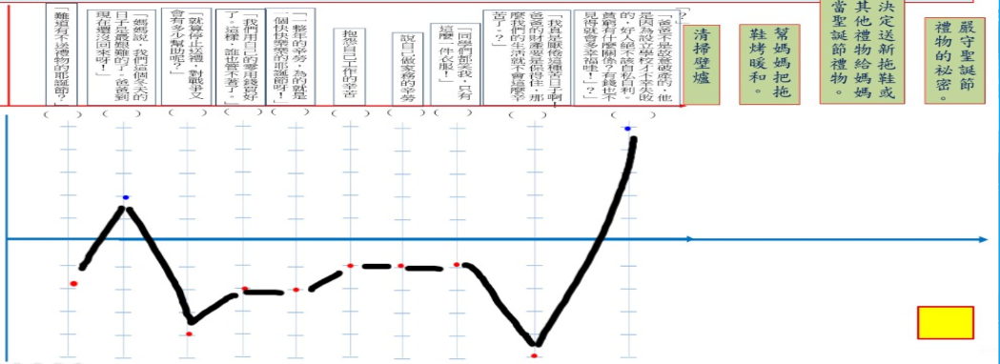 嚴守聖誕節
禮物的秘密。
決定送新拖鞋或
其他禮物給媽媽
當聖誕節禮物。
幫媽媽把拖
鞋烤暖和。
清掃壁爐
「爸爸不是故意破產的，他
是因為設立學校才不幸失敗
的，好人絕不該自私自利。
貧窮有什麼關係？有錢也不
見得就會多幸福哇！」？」
「我真是厭倦這種苦日子啊！
爸爸的財產要是保得住，那
麼我們的生活就不會這麼辛
苦了。？」
「同學們都笑我，只有
這麼一件衣服！」
說自己做家務的辛勞
抱怨自己工作的辛苦
「一整年的辛勞，為的就是
一個快快樂樂的耶誕節呀！
「我們用自己的零用錢買好
了。這樣，誰也管不著了。」
「就算停止送禮，對戰爭又
會有多少幫助呢？」
「媽媽說，我們這個冬天的
日子是最艱難的了。爸爸到
現在還沒回來呀！」
「難道有不送禮物的耶誕節？」